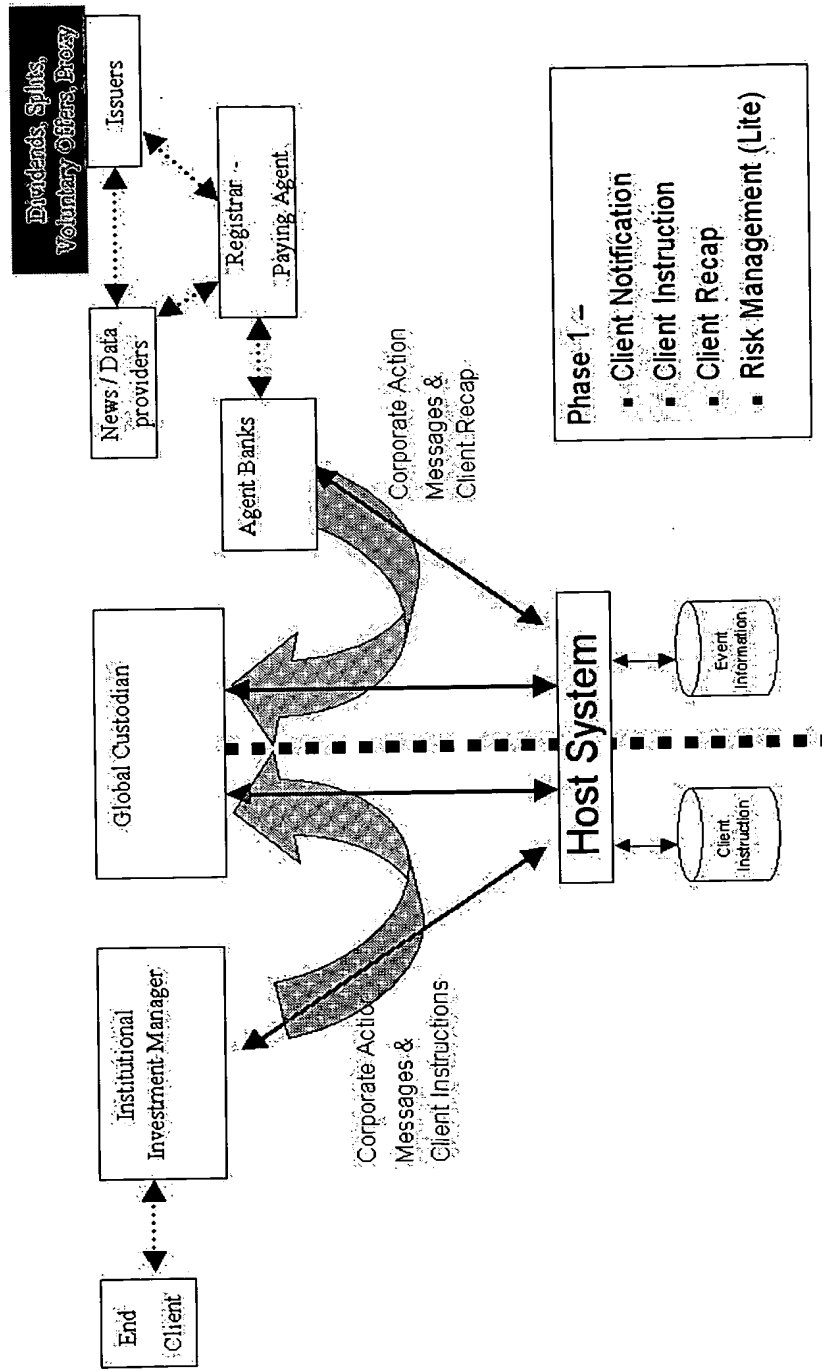 Dividends, Splits,
Voluntary Offers, Proxy
Issuers
News / Data
providers
Registrar -
Paying Agent
Agent Banks
Global Custodian
Institutional
Investment Manager
End
Client
Corporate Action
Messages &
Client Instructions
Corporate Action
Messages &
Client Recap
Host System
Client
Instruction
Event
Information
Phase 1 –
▪ Client Notification
▪ Client Instruction
▪ Client Recap
▪ Risk Management (Lite)